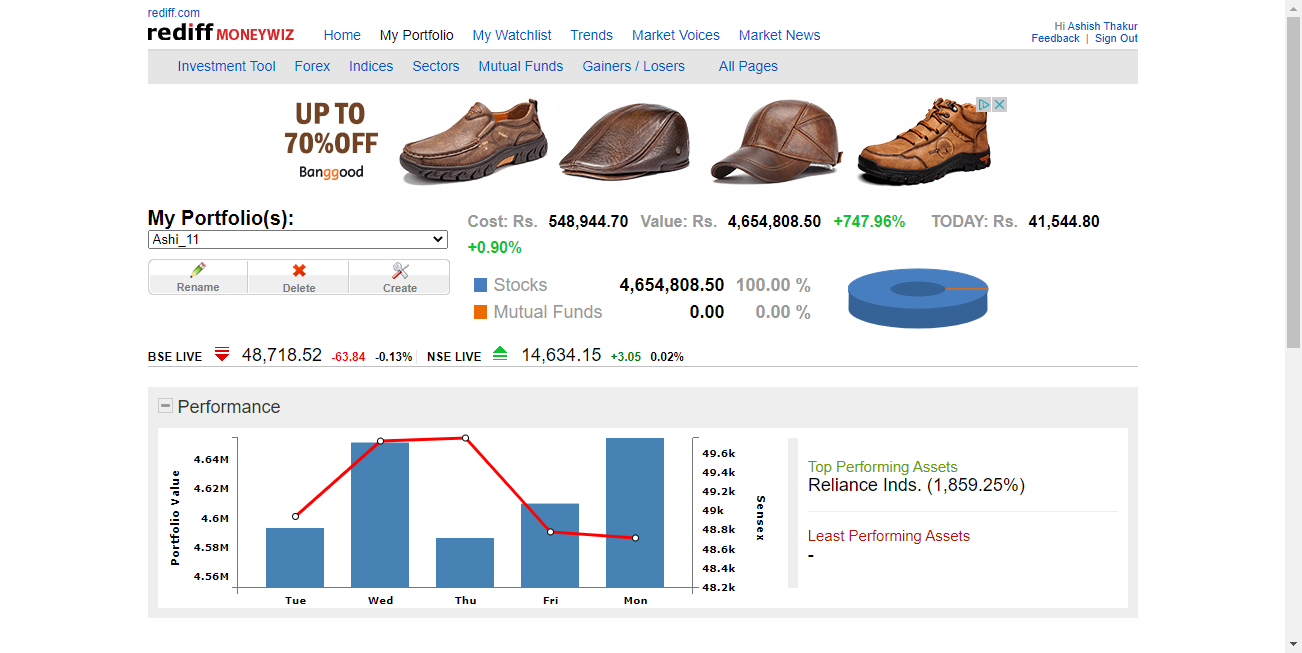 rediff.com
rediff MONEYWIZ Home My Portfolio My Watchlist Trends Market Voices Market News
Hi Ashish Thakur
Feedback | Sign Out
Investment Tool Forex Indices Sectors Mutual Funds Gainers / Losers All Pages
UP TO
70%OFF
Banggood
My Portfolio(s):
Ashi_11
Rename Delete Create
Cost: Rs. 548,944.70 Value: Rs. 4,654,808.50 +747.96% TODAY: Rs. 41,544.80
+0.90%
Stocks 4,654,808.50 100.00 %
Mutual Funds 0.00 0.00 %
BSE LIVE 48,718.52 -63.84 -0.13% NSE LIVE 14,634.15 +3.05 0.02%
Performance
Portfolio Value
4.64M
4.62M
4.6M
4.58M
4.56M
Tue Wed Thu Fri Mon
49.6k
49.4k
49.2k
49k
48.8k
48.6k
48.4k
48.2k
Sensex
Top Performing Assets
Reliance Inds. (1,859.25%)
Least Performing Assets
-